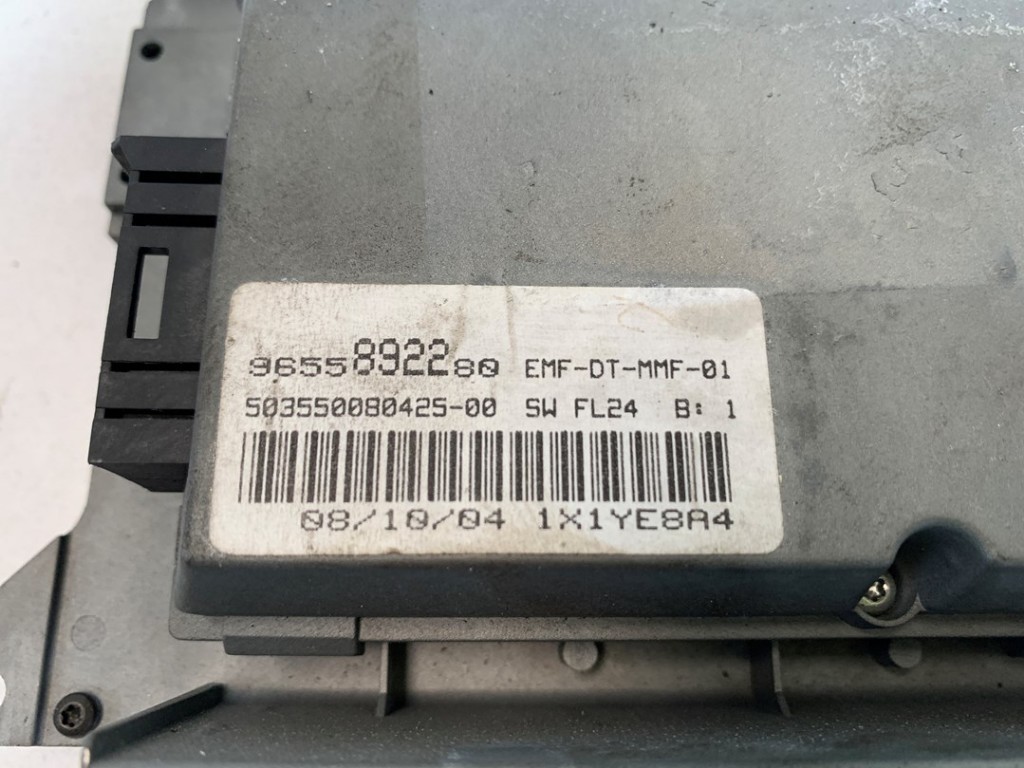 9655892280 EMF-DT-MMF-01
503550080425-00 SW FL24 B: 1
08/10/04 1X1YE8A4